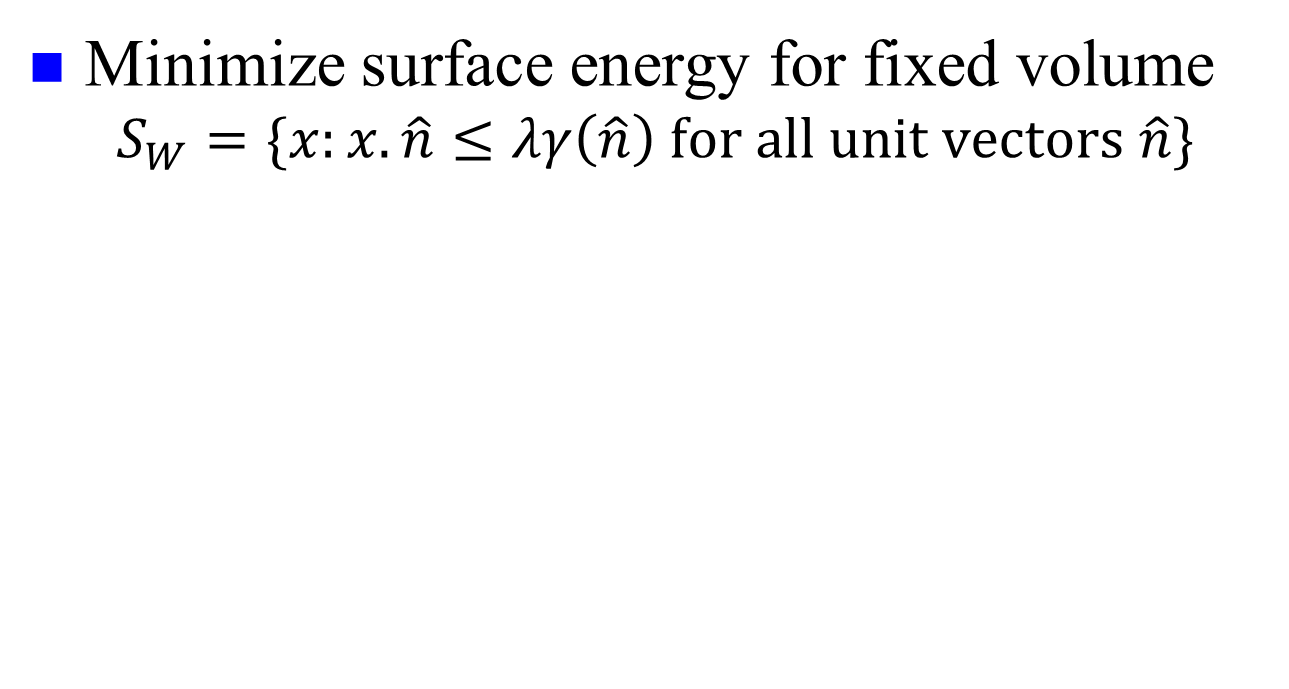 Minimize surface energy for fixed volume
S_W = {x: x. n̂ ≤ λγ(n̂) for all unit vectors n̂}